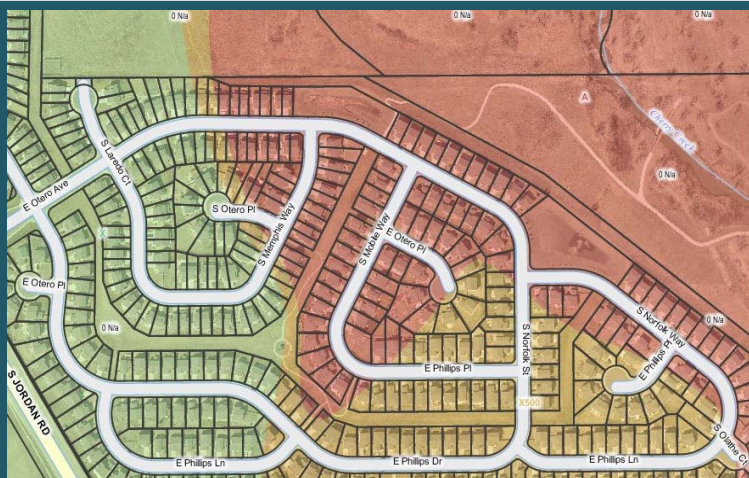 0 N/a
0 N/a
0 N/a
A
Cherry Creek
S Laredo Ct
0 N/a
E Otero Ave
S Otero Pl
S Memphis Way
S Mobile Way
E Otero Pl
X
E Otero Pl
0 N/a
S Norfolk Way
0 N/a
S Norfolk St
E Phillips Pl
E Phillips Pl
S JORDAN RD
X500
S Olathe Ct
E Phillips Ln
E Phillips Dr
E Phillips Ln